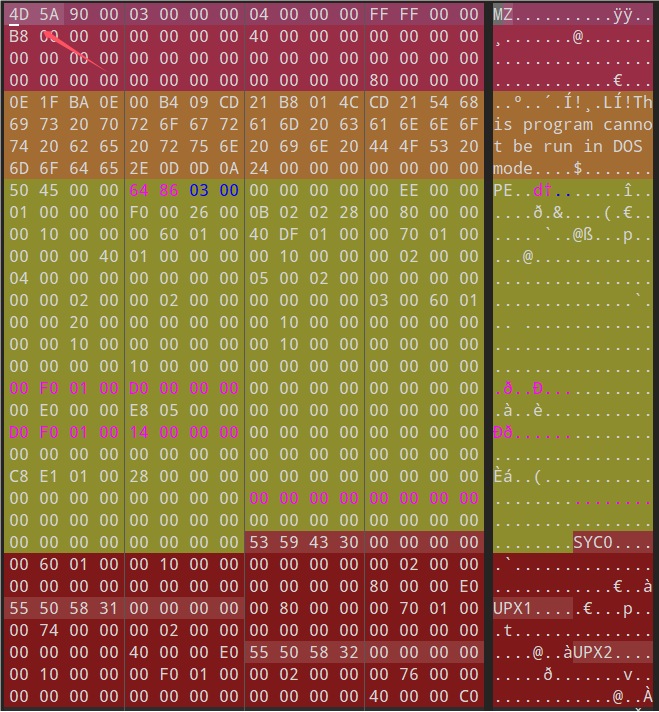 4D 5A 90 00 03 00 00 00 04 00 00 00 FF FF 00 00 MZ..........ÿÿ..
B8 00 00 00 00 00 00 00 40 00 00 00 00 00 00 00 ¸.......@.......
00 00 00 00 00 00 00 00 00 00 00 00 00 00 00 00 ................
00 00 00 00 00 00 00 00 00 00 00 00 80 00 00 00 ............€...
0E 1F BA 0E 00 B4 09 CD 21 B8 01 4C CD 21 54 68 ..º..´.Í!¸.LÍ!Th
69 73 20 70 72 6F 67 72 61 6D 20 63 61 6E 6E 6F is program canno
74 20 62 65 20 72 75 6E 20 69 6E 20 44 4F 53 20 t be run in DOS
6D 6F 64 65 2E 0D 0D 0A 24 00 00 00 00 00 00 00 mode....$.......
50 45 00 00 64 86 03 00 00 00 00 00 00 EE 00 00 PE..d†.......î..
01 00 00 00 F0 00 26 00 0B 02 02 28 00 80 00 00 ....ð.&....(.€..
00 10 00 00 00 60 01 00 40 DF 01 00 00 70 01 00 .....`..@ß...p..
00 00 00 40 01 00 00 00 00 10 00 00 00 02 00 00 ...@............
04 00 00 00 00 00 00 00 05 00 02 00 00 00 00 00 ................
00 00 02 00 00 02 00 00 00 00 00 00 03 00 60 01 ..............`.
00 00 20 00 00 00 00 00 00 10 00 00 00 00 00 00 .. .............
00 00 10 00 00 00 00 00 00 10 00 00 00 00 00 00 ................
00 00 00 00 10 00 00 00 00 00 00 00 00 00 00 00 ................
00 F0 01 00 D0 00 00 00 00 00 00 00 00 00 00 00 .ð..Ð...........
00 E0 00 00 E8 05 00 00 00 00 00 00 00 00 00 00 .à..è...........
D0 F0 01 00 14 00 00 00 00 00 00 00 00 00 00 00 Ðð..............
00 00 00 00 00 00 00 00 00 00 00 00 00 00 00 00 ................
C8 E1 01 00 28 00 00 00 00 00 00 00 00 00 00 00 Èá..(...........
00 00 00 00 00 00 00 00 00 00 00 00 00 00 00 00 ................
00 00 00 00 00 00 00 00 00 00 00 00 00 00 00 00 ................
00 00 00 00 00 00 00 00 53 59 43 30 00 00 00 00 ........SYC0....
00 60 01 00 00 10 00 00 00 00 00 00 00 02 00 00 .`..............
00 00 00 00 00 00 00 00 00 00 00 00 80 00 00 E0 ............€..à
55 50 58 31 00 00 00 00 00 80 00 00 00 70 01 00 UPX1.....€...p..
00 74 00 00 00 02 00 00 00 00 00 00 00 00 00 00 .t..............
00 00 00 00 40 00 00 E0 55 50 58 32 00 00 00 00 ....@..àUPX2....
00 10 00 00 00 F0 01 00 00 02 00 00 00 76 00 00 .....ð.......v..
00 00 00 00 00 00 00 00 00 00 00 00 40 00 00 C0 ............@..À